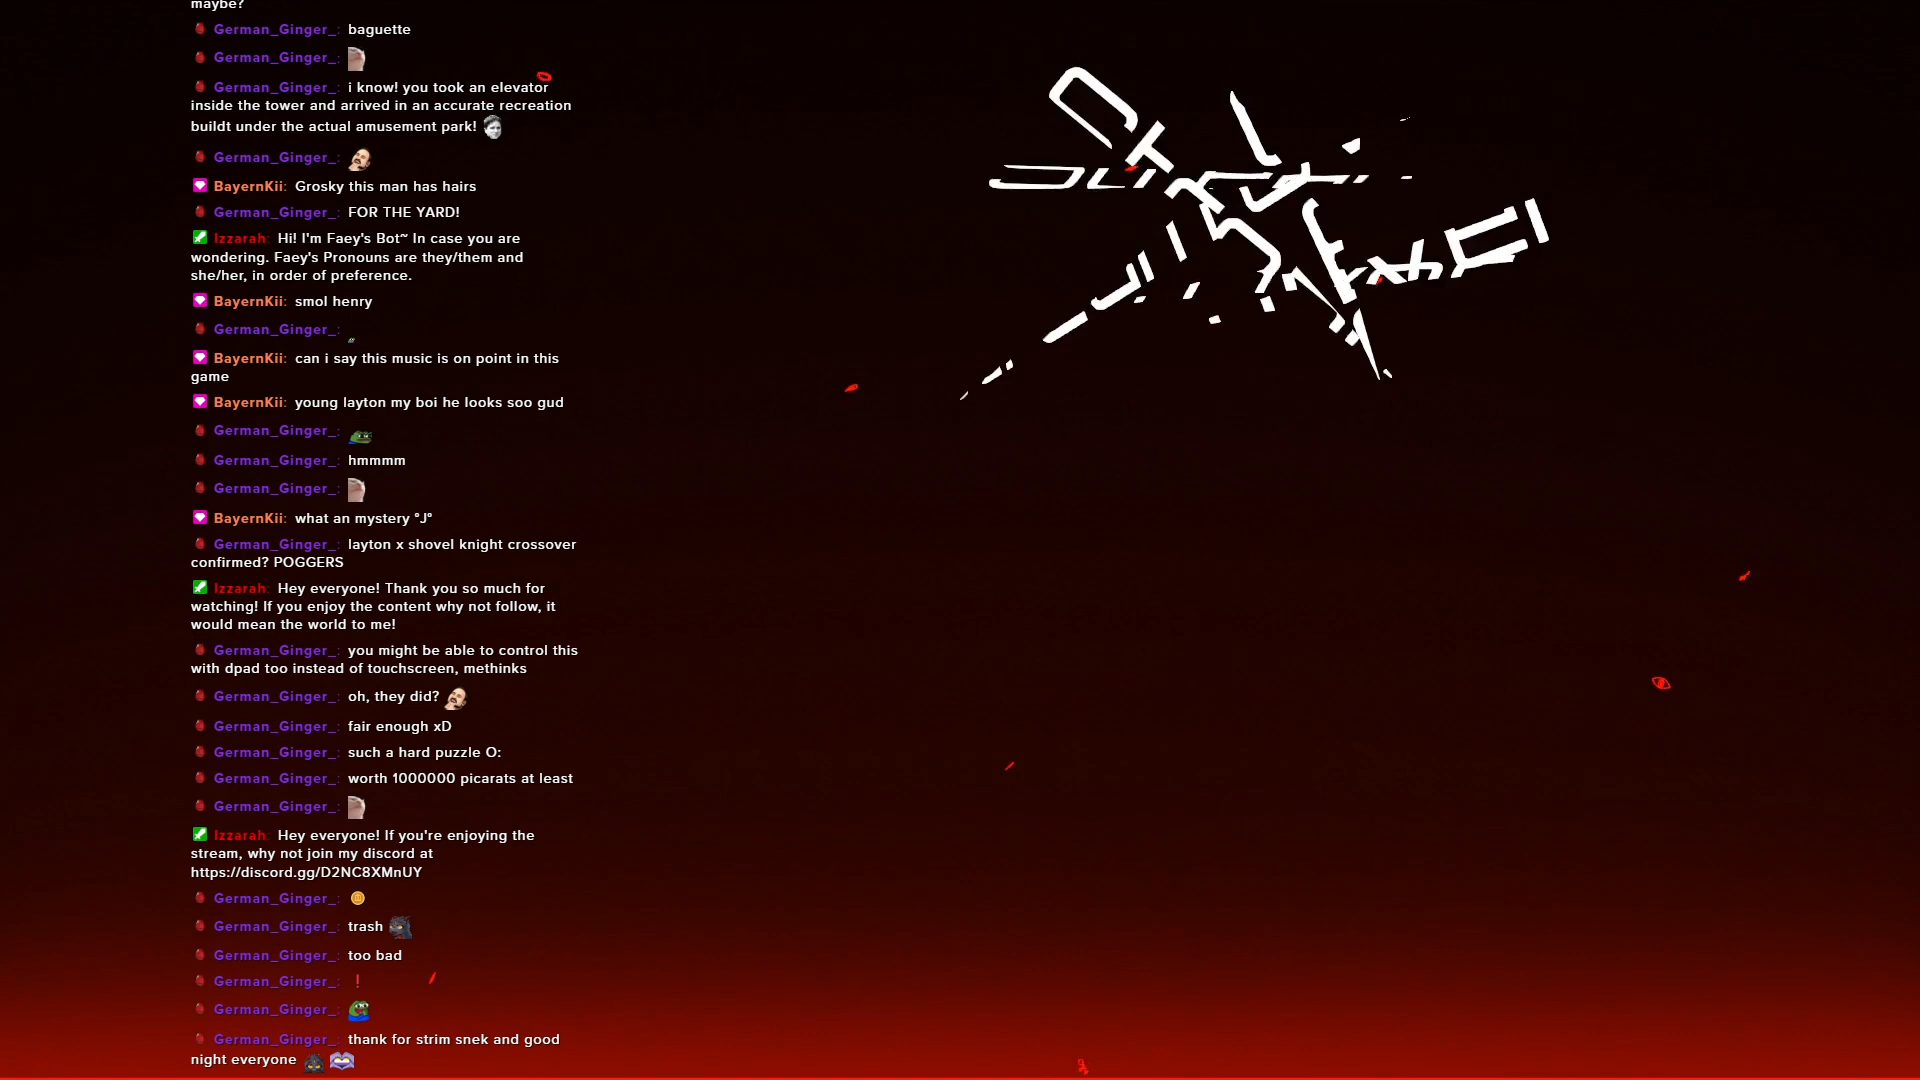 maybe?
German_Ginger_: baguette
German_Ginger_:
German_Ginger_: i know! you took an elevator
inside the tower and arrived in an accurate recreation
buildt under the actual amusement park!
German_Ginger_:
BayernKii: Grosky this man has hairs
German_Ginger_: FOR THE YARD!
Izzarah: Hi! I'm Faey's Bot~ In case you are
wondering. Faey's Pronouns are they/them and
she/her, in order of preference.
BayernKii: smol henry
German_Ginger_:
BayernKii: can i say this music is on point in this
game
BayernKii: young layton my boi he looks soo gud
German_Ginger_:
German_Ginger_: hmmmm
German_Ginger_:
BayernKii: what an mystery °J°
German_Ginger_: layton x shovel knight crossover
confirmed? POGGERS
Izzarah: Hey everyone! Thank you so much for
watching! If you enjoy the content why not follow, it
would mean the world to me!
German_Ginger_: you might be able to control this
with dpad too instead of touchscreen, methinks
German_Ginger_: oh, they did?
German_Ginger_: fair enough xD
German_Ginger_: such a hard puzzle O:
German_Ginger_: worth 1000000 picarats at least
German_Ginger_:
Izzarah: Hey everyone! If you're enjoying the
stream, why not join my discord at
https://discord.gg/D2NC8XMnUY
German_Ginger_:
German_Ginger_: trash
German_Ginger_: too bad
German_Ginger_: ❗
German_Ginger_:
German_Ginger_: thank for strim snek and good
night everyone